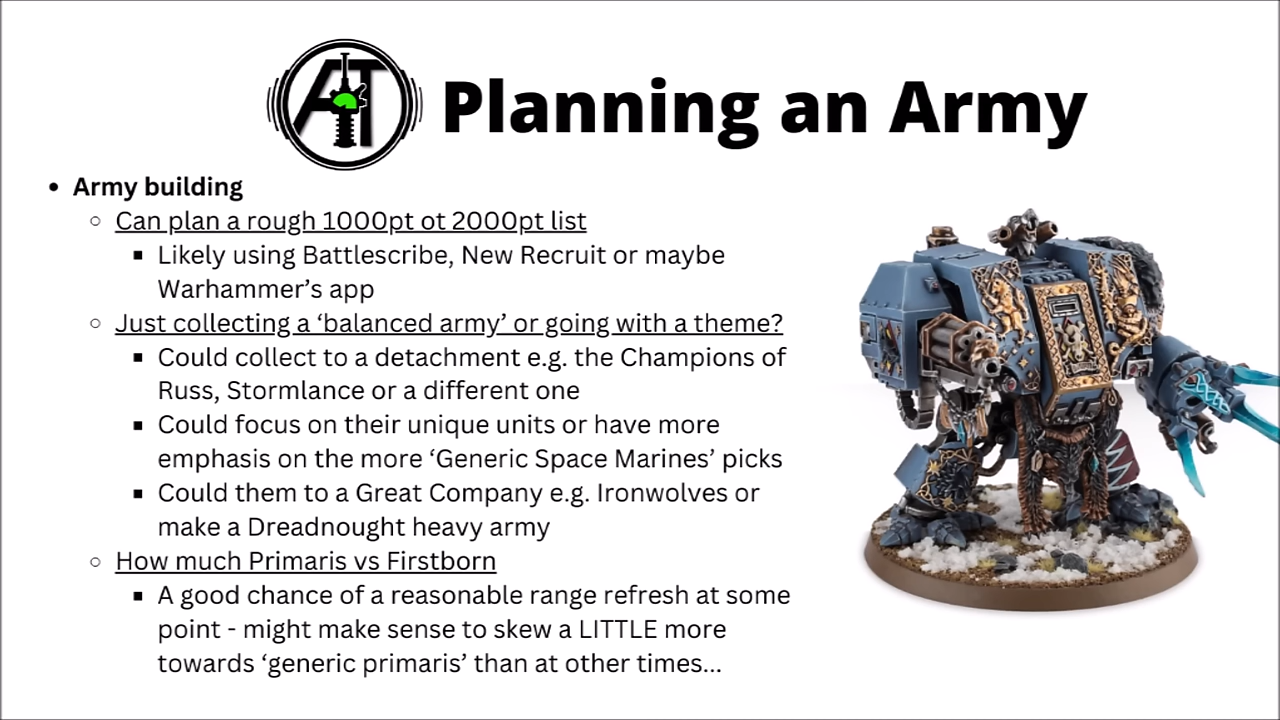 AT
Planning an Army
• Army building
○ Can plan a rough 1000pt ot 2000pt list
▪ Likely using Battlescribe, New Recruit or maybe
Warhammer's app
○ Just collecting a 'balanced army' or going with a theme?
▪ Could collect to a detachment e.g. the Champions of
Russ, Stormlance or a different one
▪ Could focus on their unique units or have more
emphasis on the more 'Generic Space Marines' picks
▪ Could them to a Great Company e.g. Ironwolves or
make a Dreadnought heavy army
○ How much Primaris vs Firstborn
▪ A good chance of a reasonable range refresh at some
point - might make sense to skew a LITTLE more
towards 'generic primaris' than at other times...